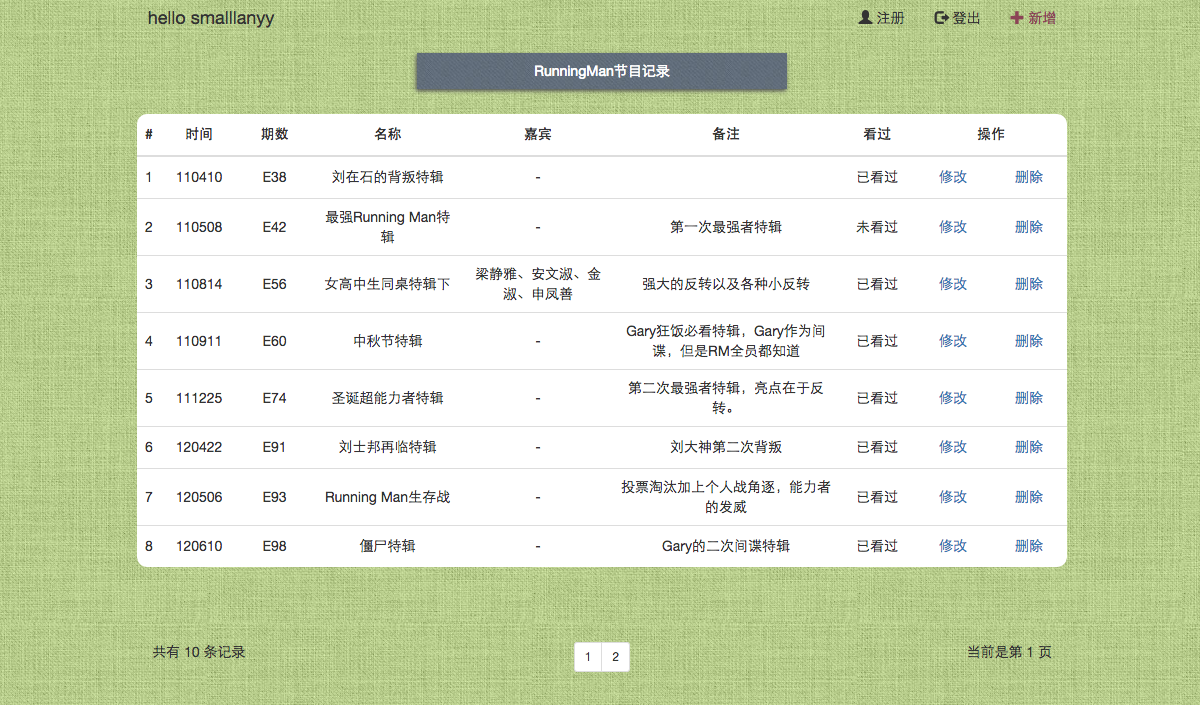 hello smalllanyy 注册 登出 新增
RunningMan节目记录
# 时间 期数 名称 嘉宾 备注 看过 操作
1 110410 E38 刘在石的背叛特辑 - 已看过 修改 删除
2 110508 E42 最强Running Man特
辑 - 第一次最强者特辑 未看过 修改 删除
3 110814 E56 女高中生同桌特辑下 梁静雅、安文淑、金
淑、申凤善 强大的反转以及各种小反转 已看过 修改 删除
4 110911 E60 中秋节特辑 - Gary狂饭必看特辑，Gary作为间
谍，但是RM全员都知道 已看过 修改 删除
5 111225 E74 圣诞超能力者特辑 - 第二次最强者特辑，亮点在于反
转。 已看过 修改 删除
6 120422 E91 刘士邦再临特辑 - 刘大神第二次背叛 已看过 修改 删除
7 120506 E93 Running Man生存战 - 投票淘汰加上个人战角逐，能力者
的发威 已看过 修改 删除
8 120610 E98 僵尸特辑 - Gary的二次间谍特辑 已看过 修改 删除
共有 10 条记录 1 2 当前是第 1 页